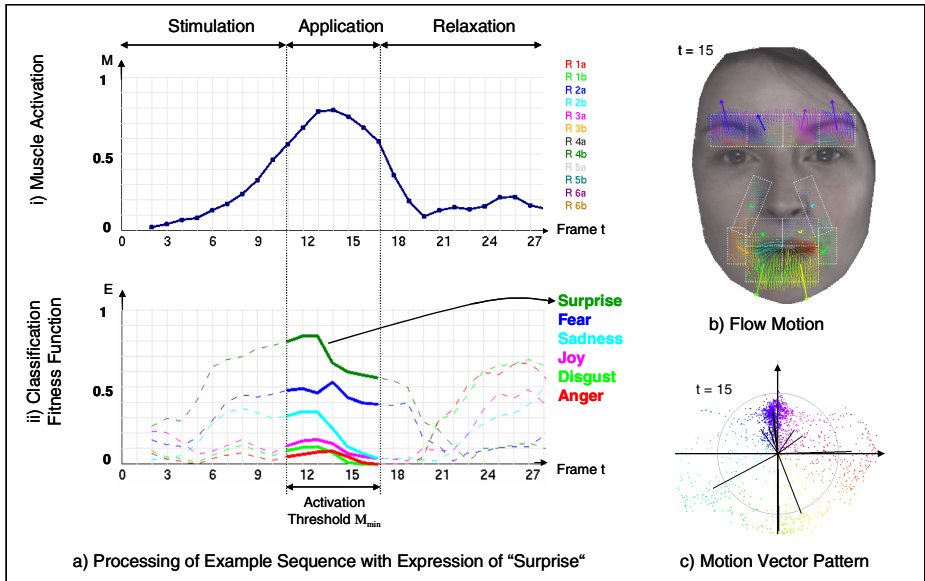 Stimulation Application Relaxation
M
i) Muscle Activation
1
0.5
0
0 3 6 9 12 15 18 21 24 27
Frame t
R 1a
R 1b
R 2a
R 2b
R 3a
R 3b
R 4a
R 4b
R 5a
R 5b
R 6a
R 6b
E
ii) Classification
Fitness Function
1
0.5
0
0 3 6 9 12 15 18 21 24 27
Frame t
Surprise
Fear
Sadness
Joy
Disgust
Anger
Activation
Threshold Mmin
a) Processing of Example Sequence with Expression of “Surprise“
t = 15
b) Flow Motion
t = 15
c) Motion Vector Pattern